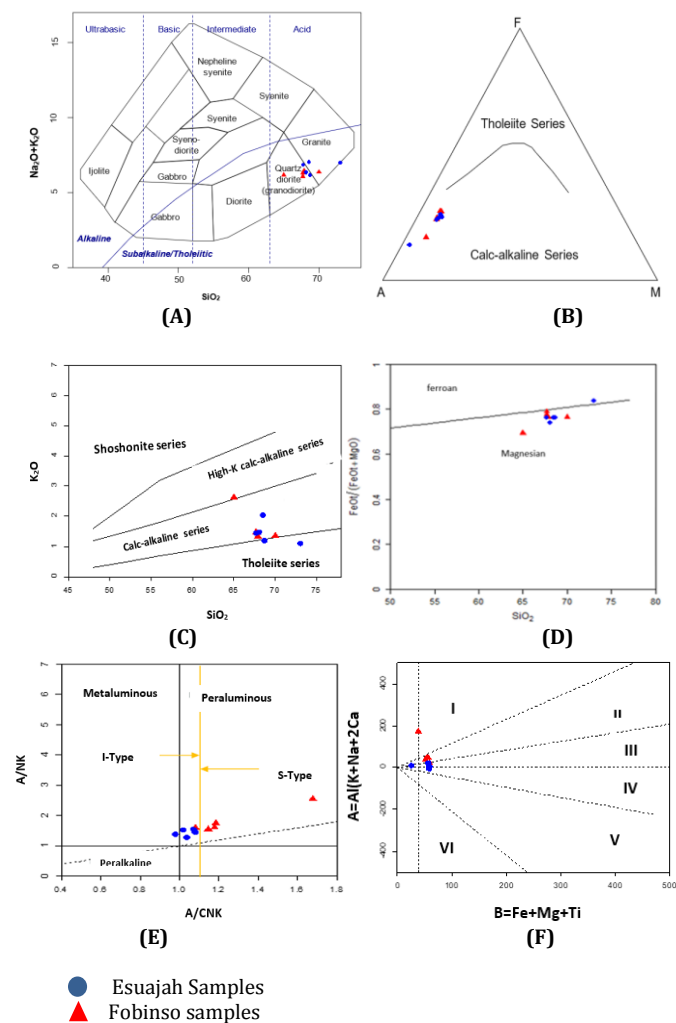 Ultrabasic Basic Intermediate Acid
Nepheline
syenite
Syenite
Syenite
Syeno-
diorite
Granite
Ijolite
Gabbro
Quartz
diorite
(granodiorite)
Diorite
Gabbro
Alkaline
Subalkaline/Tholeiitic
Na₂O+K₂O
0 5 10 15
40 50 60 70
SiO₂
(A)
F
Tholeiite Series
Calc-alkaline Series
A M
(B)
K₂O
0 1 2 3 4 5 6 7
Shoshonite series
High-K calc-alkaline series
Calc-alkaline series
Tholeiite series
45 50 55 60 65 70 75
SiO₂
(C)
FeOt/(FeOt+MgO)
0 0.2 0.4 0.6 0.8 1
ferroan
Magnesian
50 55 60 65 70 75 80
SiO₂
(D)
A/NK
0 1 2 3 4 5 6 7
Metaluminous Peraluminous
I-Type
S-Type
Peralkaline
0.4 0.6 0.8 1.0 1.2 1.4 1.6 1.8
A/CNK
(E)
A=Al(K+Na+2Ca
-400 -200 0 200 400
I
II
III
IV
V
VI
0 100 200 300 400 500
B=Fe+Mg+Ti
(F)
Esuajah Samples
Fobinso samples